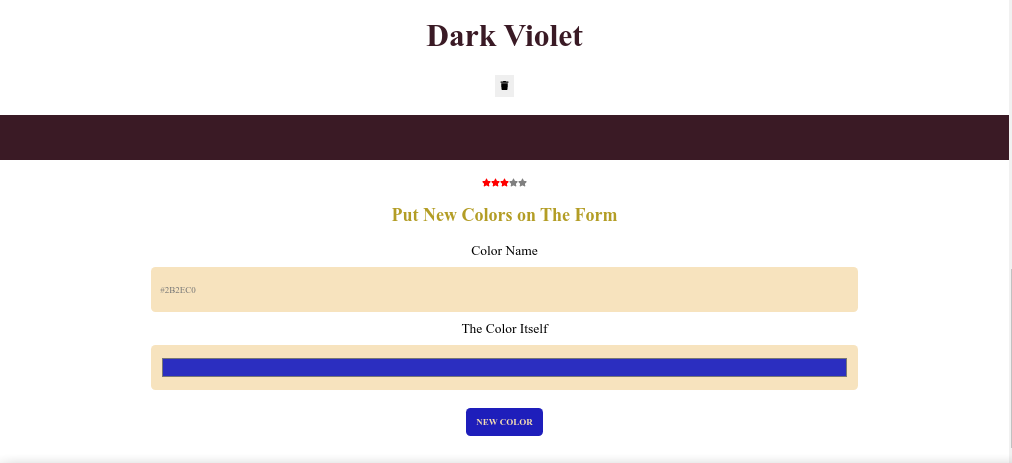 Dark Violet
Put New Colors on The Form
Color Name
#2B2EC0
The Color Itself
NEW COLOR